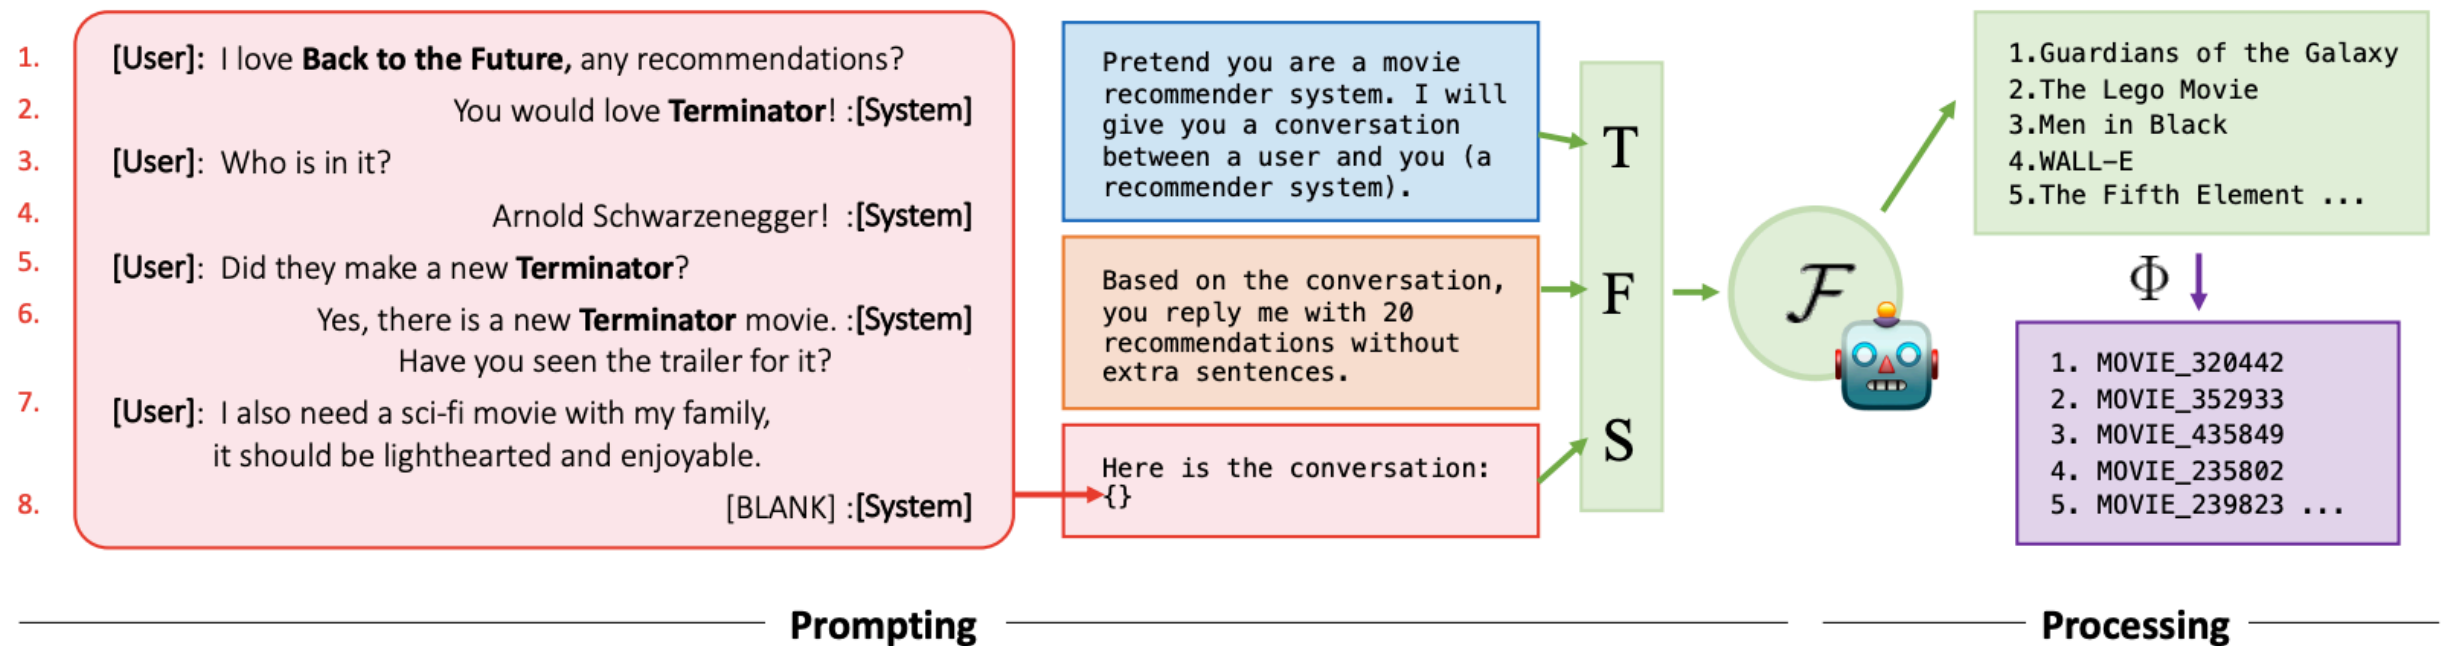 1. [User]: I love Back to the Future, any recommendations?
2. You would love Terminator! :[System]
3. [User]: Who is in it?
4. Arnold Schwarzenegger! :[System]
5. [User]: Did they make a new Terminator?
6. Yes, there is a new Terminator movie. :[System]
Have you seen the trailer for it?
7. [User]: I also need a sci-fi movie with my family,
it should be lighthearted and enjoyable.
8. [BLANK] :[System]
Pretend you are a movie
recommender system. I will
give you a conversation
between a user and you (a
recommender system).
Based on the conversation,
you reply me with 20
recommendations without
extra sentences.
Here is the conversation:
{}
T
F
S
ℱ
1.Guardians of the Galaxy
2.The Lego Movie
3.Men in Black
4.WALL-E
5.The Fifth Element ...
Φ
1. MOVIE_320442
2. MOVIE_352933
3. MOVIE_435849
4. MOVIE_235802
5. MOVIE_239823 ...
Prompting
Processing